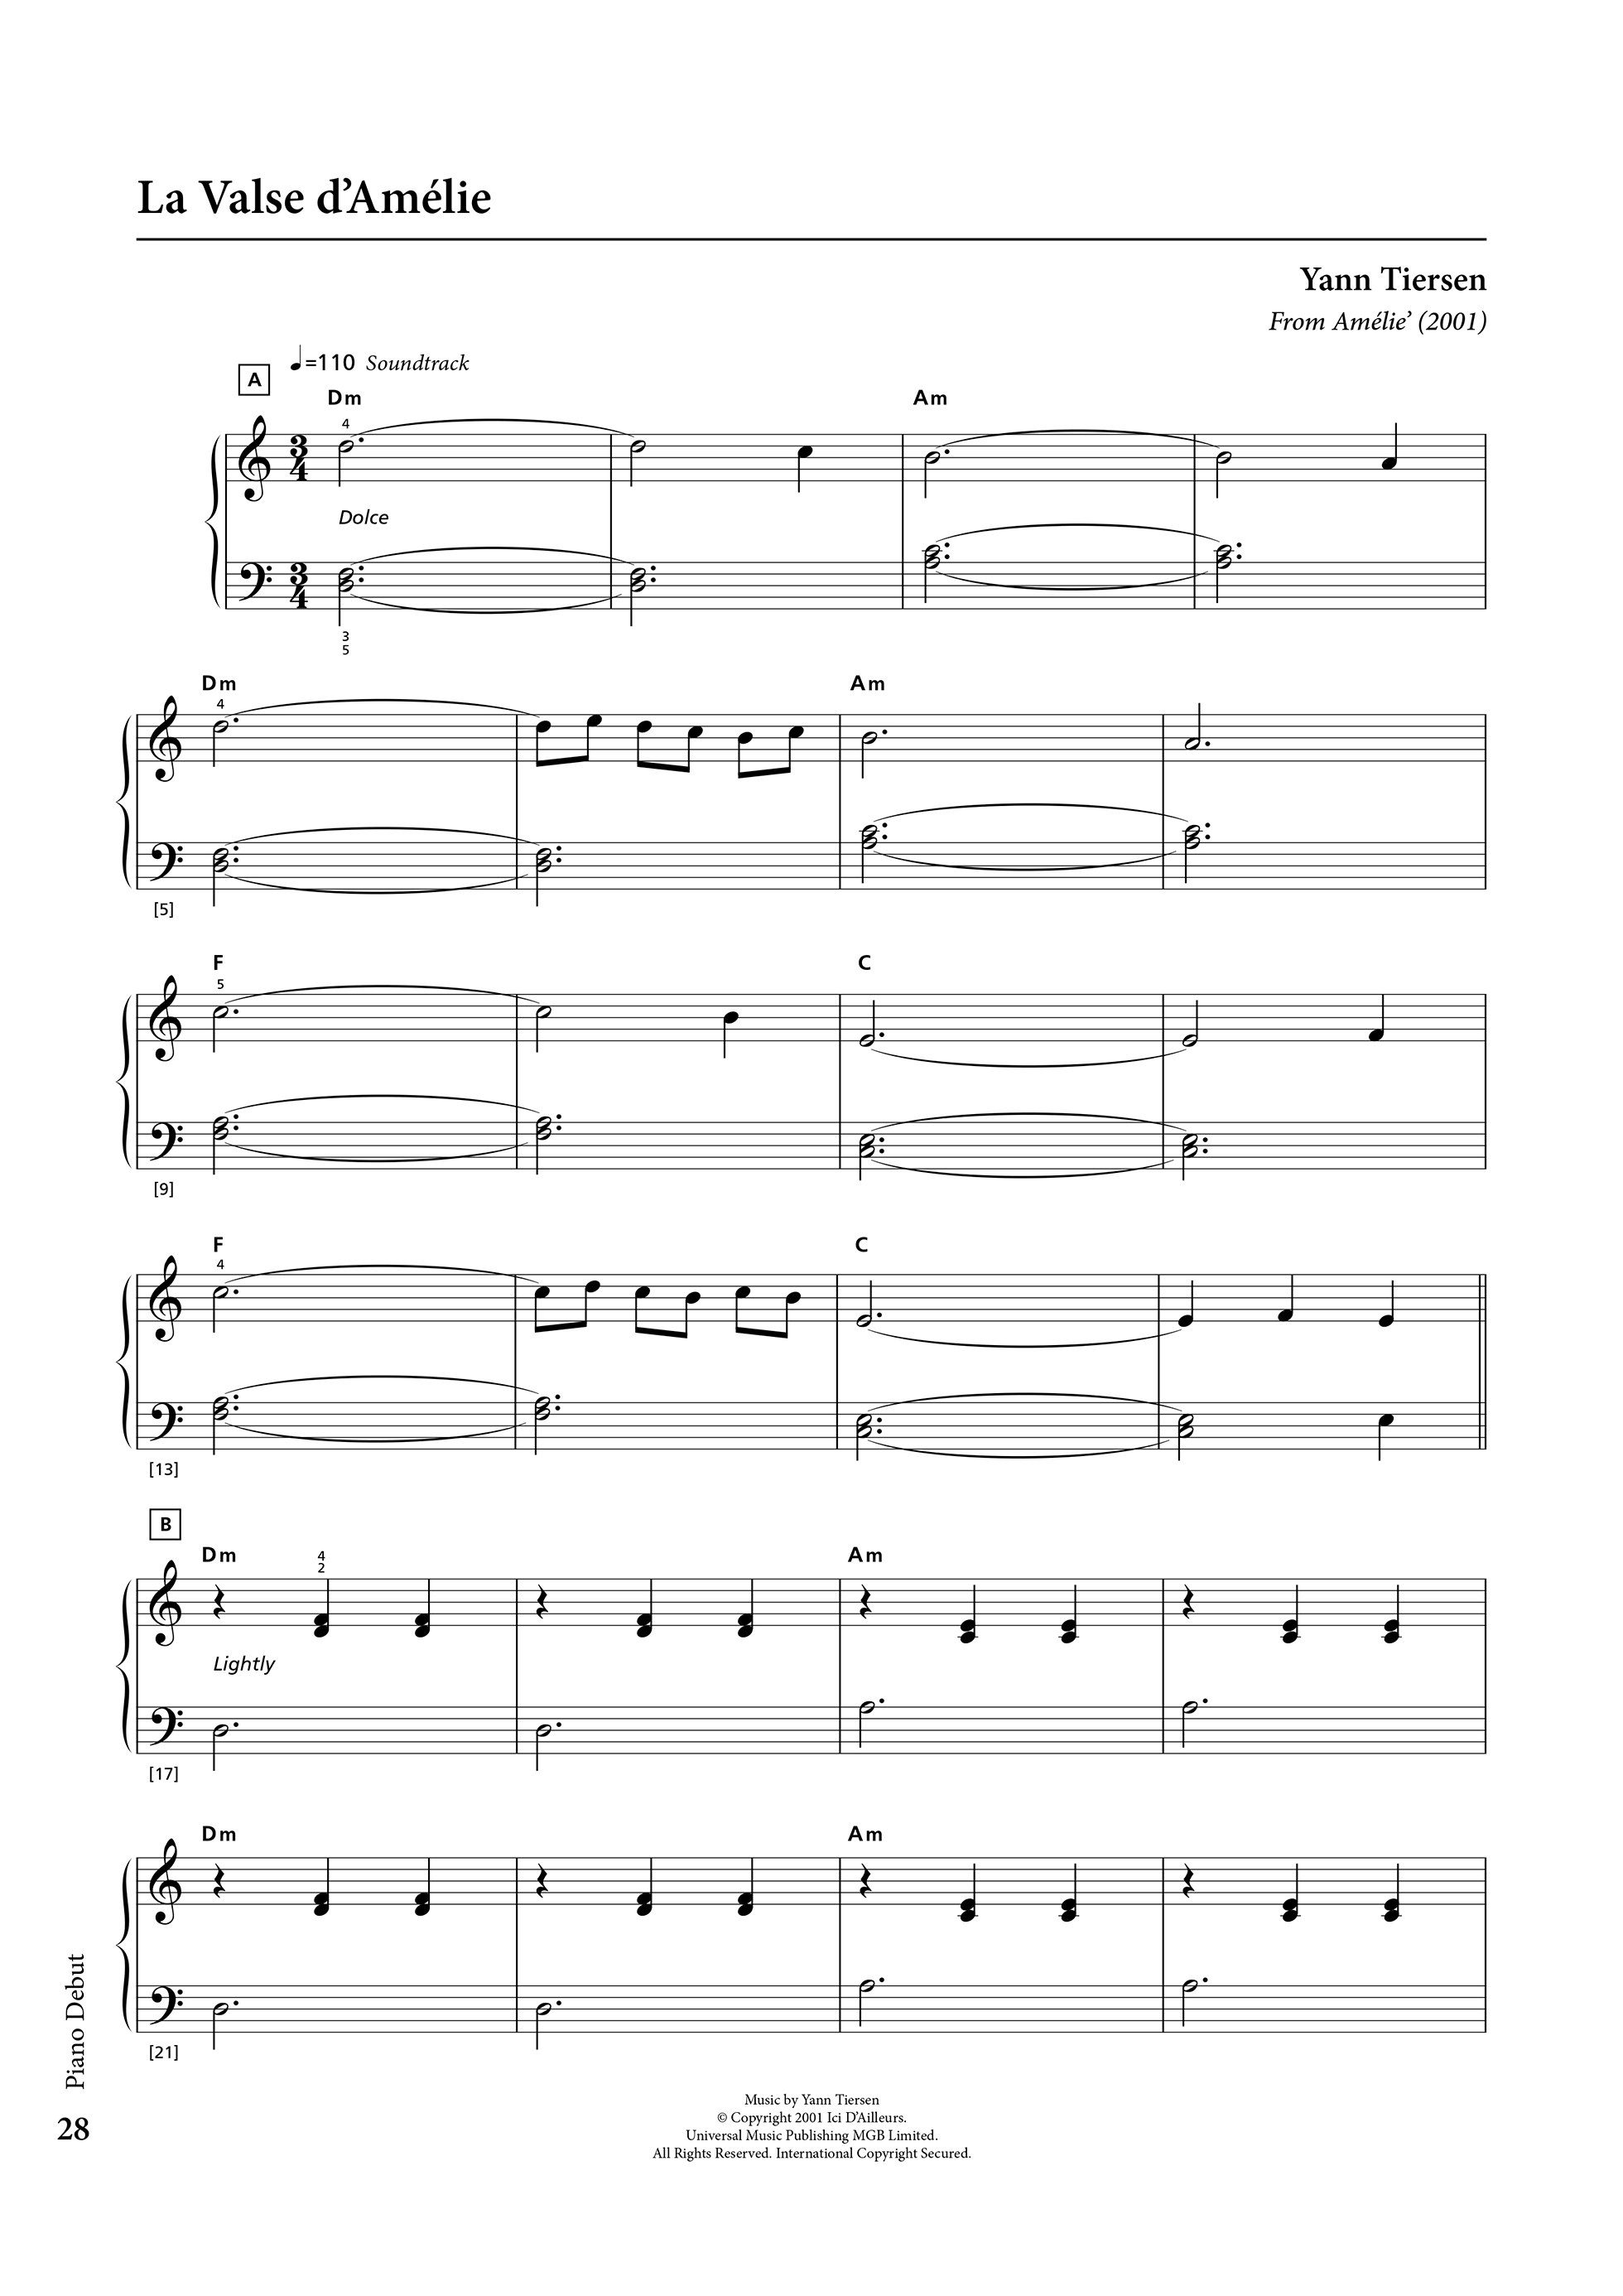 La Valse d’Amélie
Yann Tiersen
From Amélie’ (2001)
A
=110 Soundtrack
Dm Am
4
3
4
Dolce
3
4
3
5
Dm Am
4
[5]
F C
5
[9]
F C
4
[13]
B
Dm Am
4
2
Lightly
[17]
Dm Am
[21]
Piano Debut
28
Music by Yann Tiersen
© Copyright 2001 Ici D’Ailleurs.
Universal Music Publishing MGB Limited.
All Rights Reserved. International Copyright Secured.